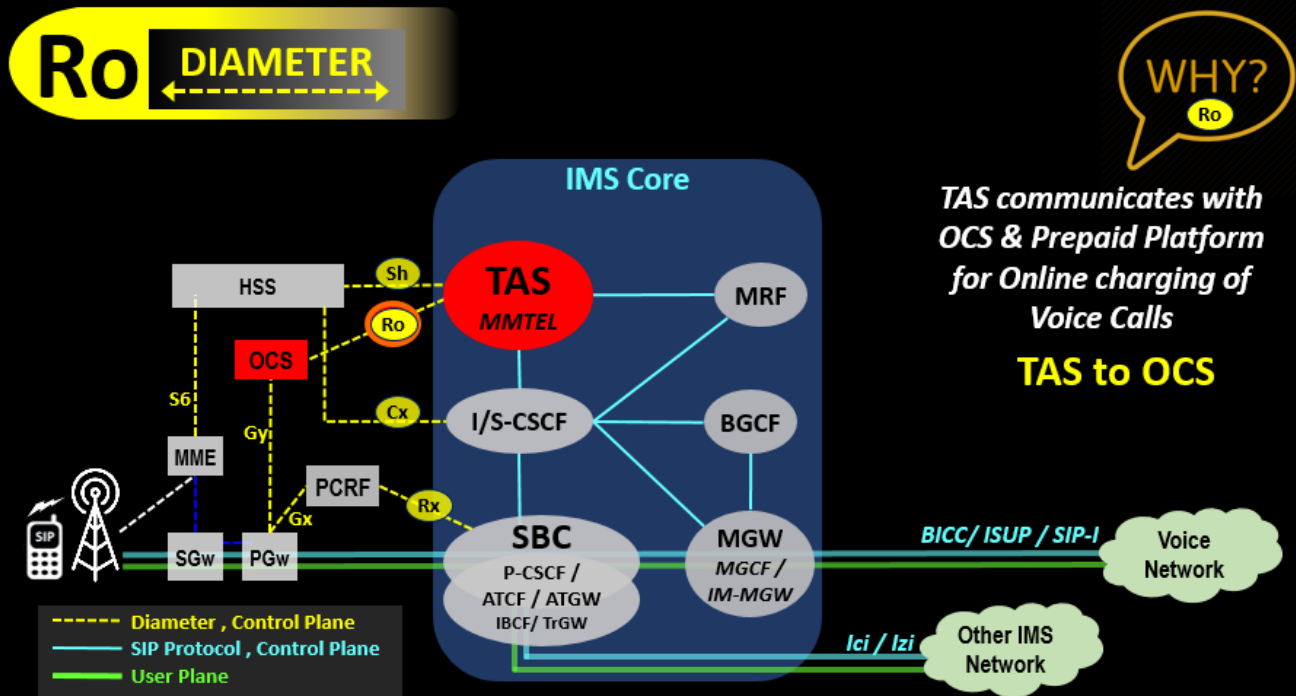 Ro
DIAMETER
WHY?
Ro
IMS Core
TAS communicates with
OCS & Prepaid Platform
for Online charging of
Voice Calls
TAS to OCS
HSS
Sh
TAS
MMTEL
MRF
Ro
OCS
S6
Cx
I/S-CSCF
BGCF
Gy
MME
PCRF
Rx
Gx
SIP
SGw
PGw
SBC
P-CSCF /
ATCF / ATGW
IBCF/ TrGW
MGW
MGCF /
IM-MGW
BICC/ ISUP / SIP-I
Voice
Network
Diameter , Control Plane
SIP Protocol , Control Plane
User Plane
Ici / Izi
Other IMS
Network